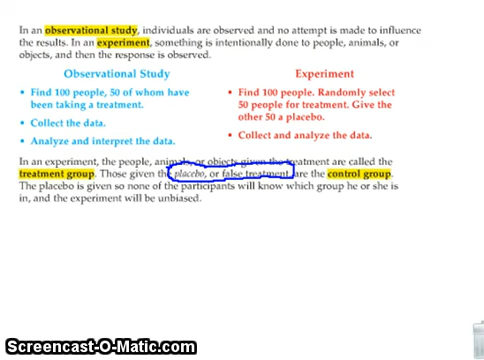 In an observational study, individuals are observed and no attempt is made to influence
the results. In an experiment, something is intentionally done to people, animals, or
objects, and then the response is observed.
Observational Study
• Find 100 people, 50 of whom have
been taking a treatment.
• Collect the data.
• Analyze and interpret the data.
Experiment
• Find 100 people. Randomly select
50 people for treatment. Give the
other 50 a placebo.
• Collect and analyze the data.
In an experiment, the people, animals, or objects given the treatment are called the
treatment group. Those given the placebo, or false treatment, are the control group.
The placebo is given so none of the participants will know which group he or she is
in, and the experiment will be unbiased.
Screencast-O-Matic.com